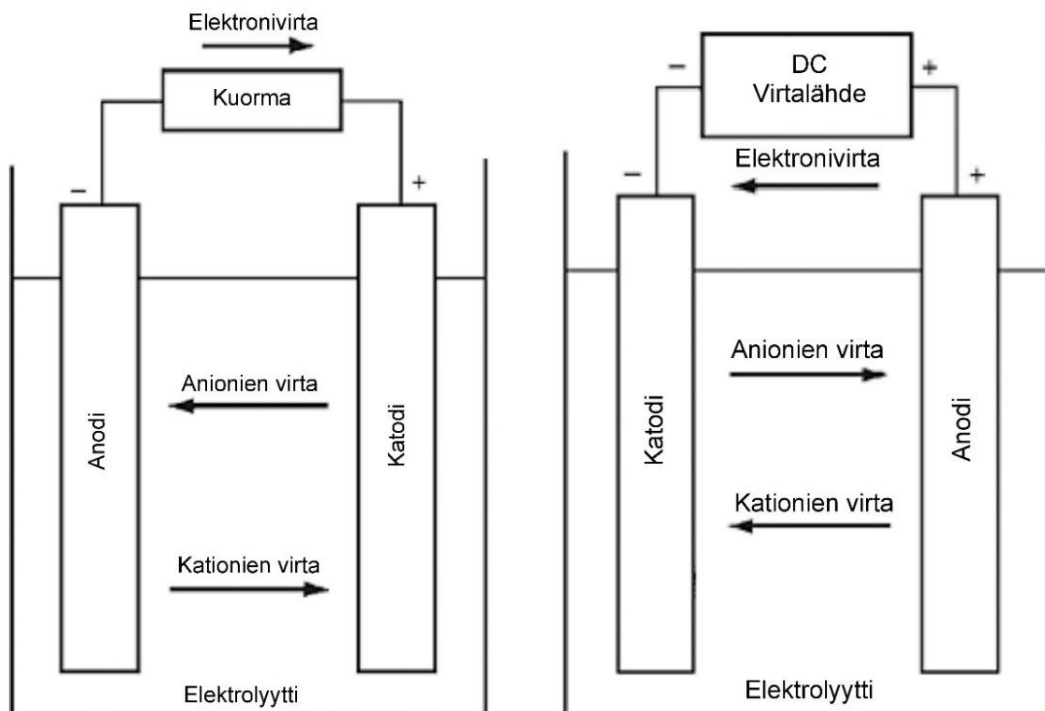 Elektronivirta
Kuorma
−
+
Anodi
Katodi
Anionien virta
Kationien virta
Elektrolyytti
−
DC
Virtalähde
+
Elektronivirta
−
+
Katodi
Anodi
Anionien virta
Kationien virta
Elektrolyytti